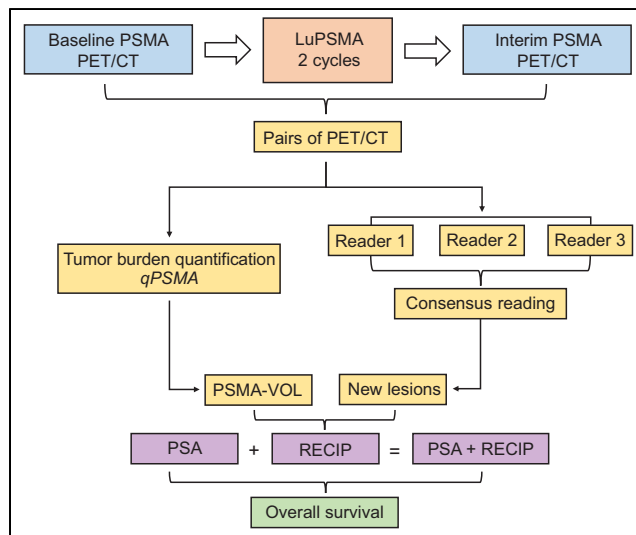 Baseline PSMA
PET/CT
LuPSMA
2 cycles
Interim PSMA
PET/CT
Pairs of PET/CT
Tumor burden quantification
qPSMA
Reader 1
Reader 2
Reader 3
Consensus reading
PSMA-VOL
New lesions
PSA + RECIP = PSA + RECIP
Overall survival